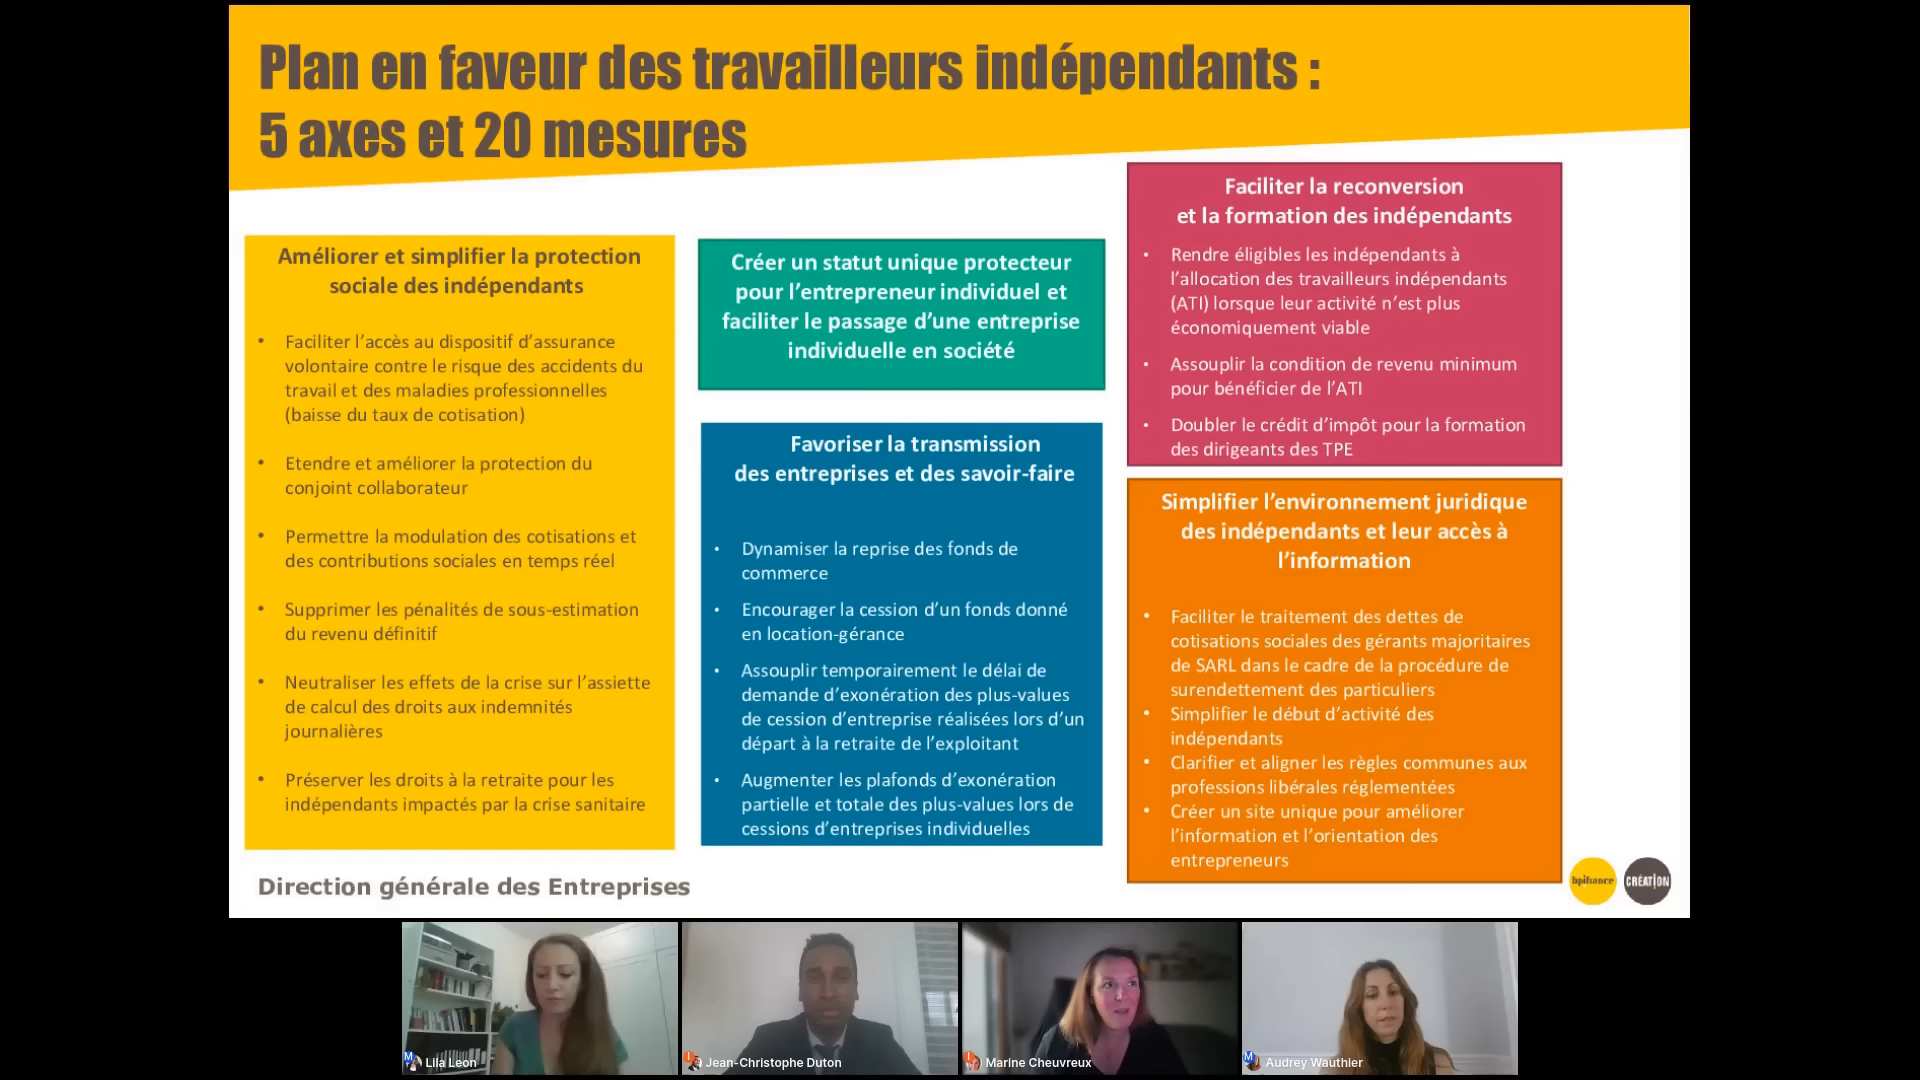 Plan en faveur des travailleurs indépendants :
5 axes et 20 mesures
Améliorer et simplifier la protection
sociale des indépendants
• Faciliter l’accès au dispositif d’assurance
volontaire contre le risque des accidents du
travail et des maladies professionnelles
(baisse du taux de cotisation)
• Etendre et améliorer la protection du
conjoint collaborateur
• Permettre la modulation des cotisations et
des contributions sociales en temps réel
• Supprimer les pénalités de sous-estimation
du revenu définitif
• Neutraliser les effets de la crise sur l’assiette
de calcul des droits aux indemnités
journalières
• Préserver les droits à la retraite pour les
indépendants impactés par la crise sanitaire
Créer un statut unique protecteur
pour l’entrepreneur individuel et
faciliter le passage d’une entreprise
individuelle en société
Favoriser la transmission
des entreprises et des savoir-faire
• Dynamiser la reprise des fonds de
commerce
• Encourager la cession d’un fonds donné
en location-gérance
• Assouplir temporairement le délai de
demande d’exonération des plus-values
de cession d’entreprise réalisées lors d’un
départ à la retraite de l’exploitant
• Augmenter les plafonds d’exonération
partielle et totale des plus-values lors de
cessions d’entreprises individuelles
Faciliter la reconversion
et la formation des indépendants
• Rendre éligibles les indépendants à
l’allocation des travailleurs indépendants
(ATI) lorsque leur activité n’est plus
économiquement viable
• Assouplir la condition de revenu minimum
pour bénéficier de l’ATI
• Doubler le crédit d’impôt pour la formation
des dirigeants des TPE
Simplifier l’environnement juridique
des indépendants et leur accès à
l’information
• Faciliter le traitement des dettes de
cotisations sociales des gérants majoritaires
de SARL dans le cadre de la procédure de
surendettement des particuliers
• Simplifier le début d’activité des
indépendants
• Clarifier et aligner les règles communes aux
professions libérales réglementées
• Créer un site unique pour améliorer
l’information et l’orientation des
entrepreneurs
Direction générale des Entreprises
bpifrance
CRÉATION
Lila Leon
Jean-Christophe Duton
Marine Cheuvreux
Audrey Wauthier